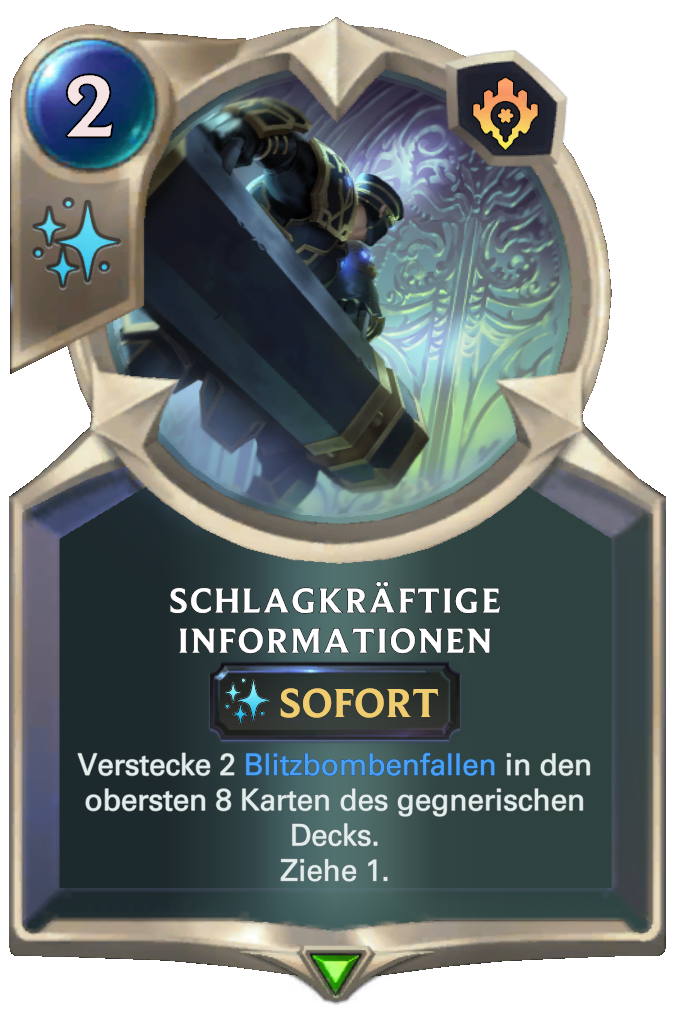 2
SCHLAGKRÄFTIGE
INFORMATIONEN
SOFORT
Verstecke 2 Blitzbombenfallen in den
obersten 8 Karten des gegnerischen
Decks.
Ziehe 1.